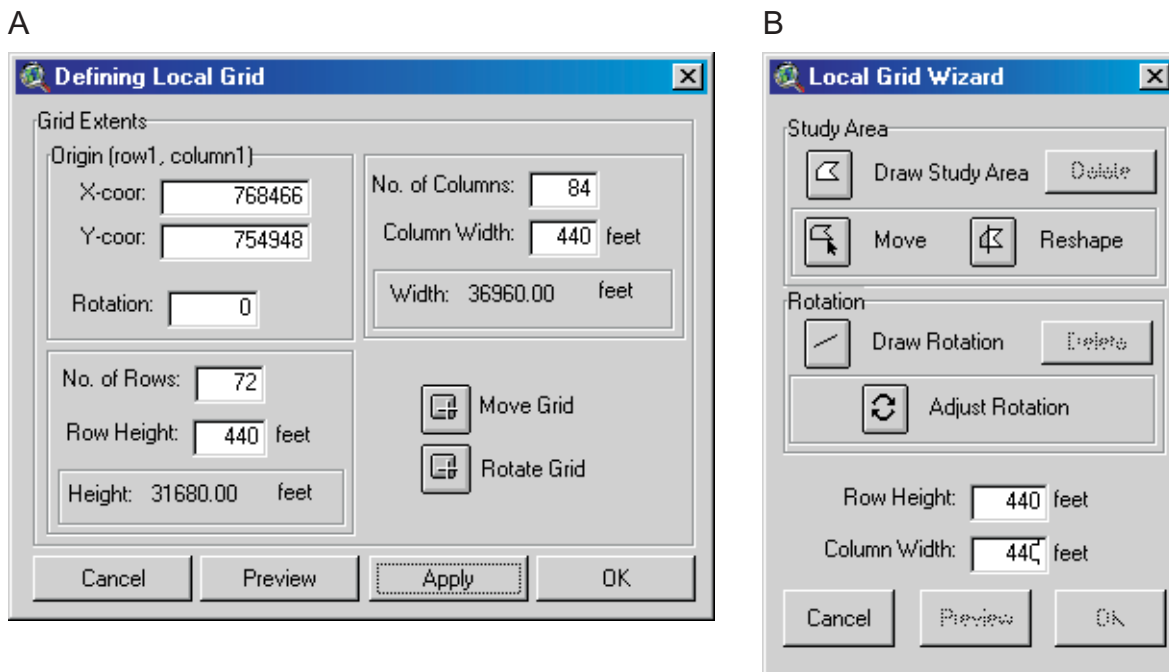 A
Defining Local Grid
Grid Extents
Origin (row1, column1)
X-coor: 768466
Y-coor: 754948
Rotation: 0
No. of Columns: 84
Column Width: 440 feet
Width: 36960.00 feet
No. of Rows: 72
Row Height: 440 feet
Height: 31680.00 feet
Move Grid
Rotate Grid
Cancel Preview Apply OK
B
Local Grid Wizard
Study Area
Draw Study Area Delete
Move Reshape
Rotation
Draw Rotation Delete
Adjust Rotation
Row Height: 440 feet
Column Width: 440 feet
Cancel Preview OK